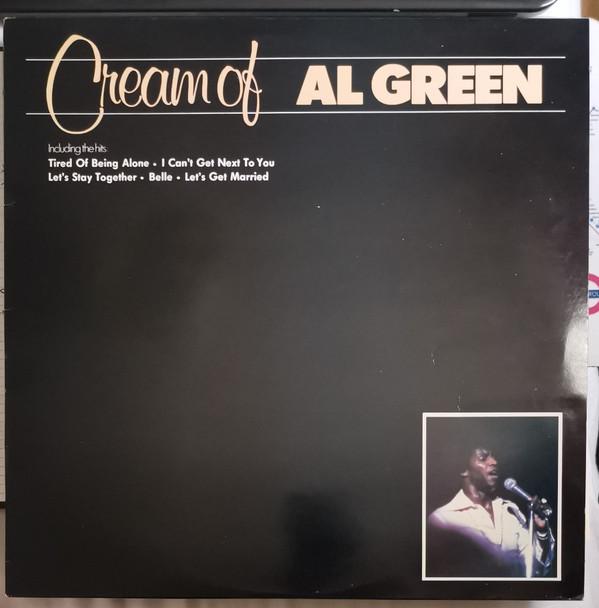 Cream of AL GREEN
Including the hits
Tired Of Being Alone • I Can't Get Next To You
Let's Stay Together • Belle • Let's Get Married